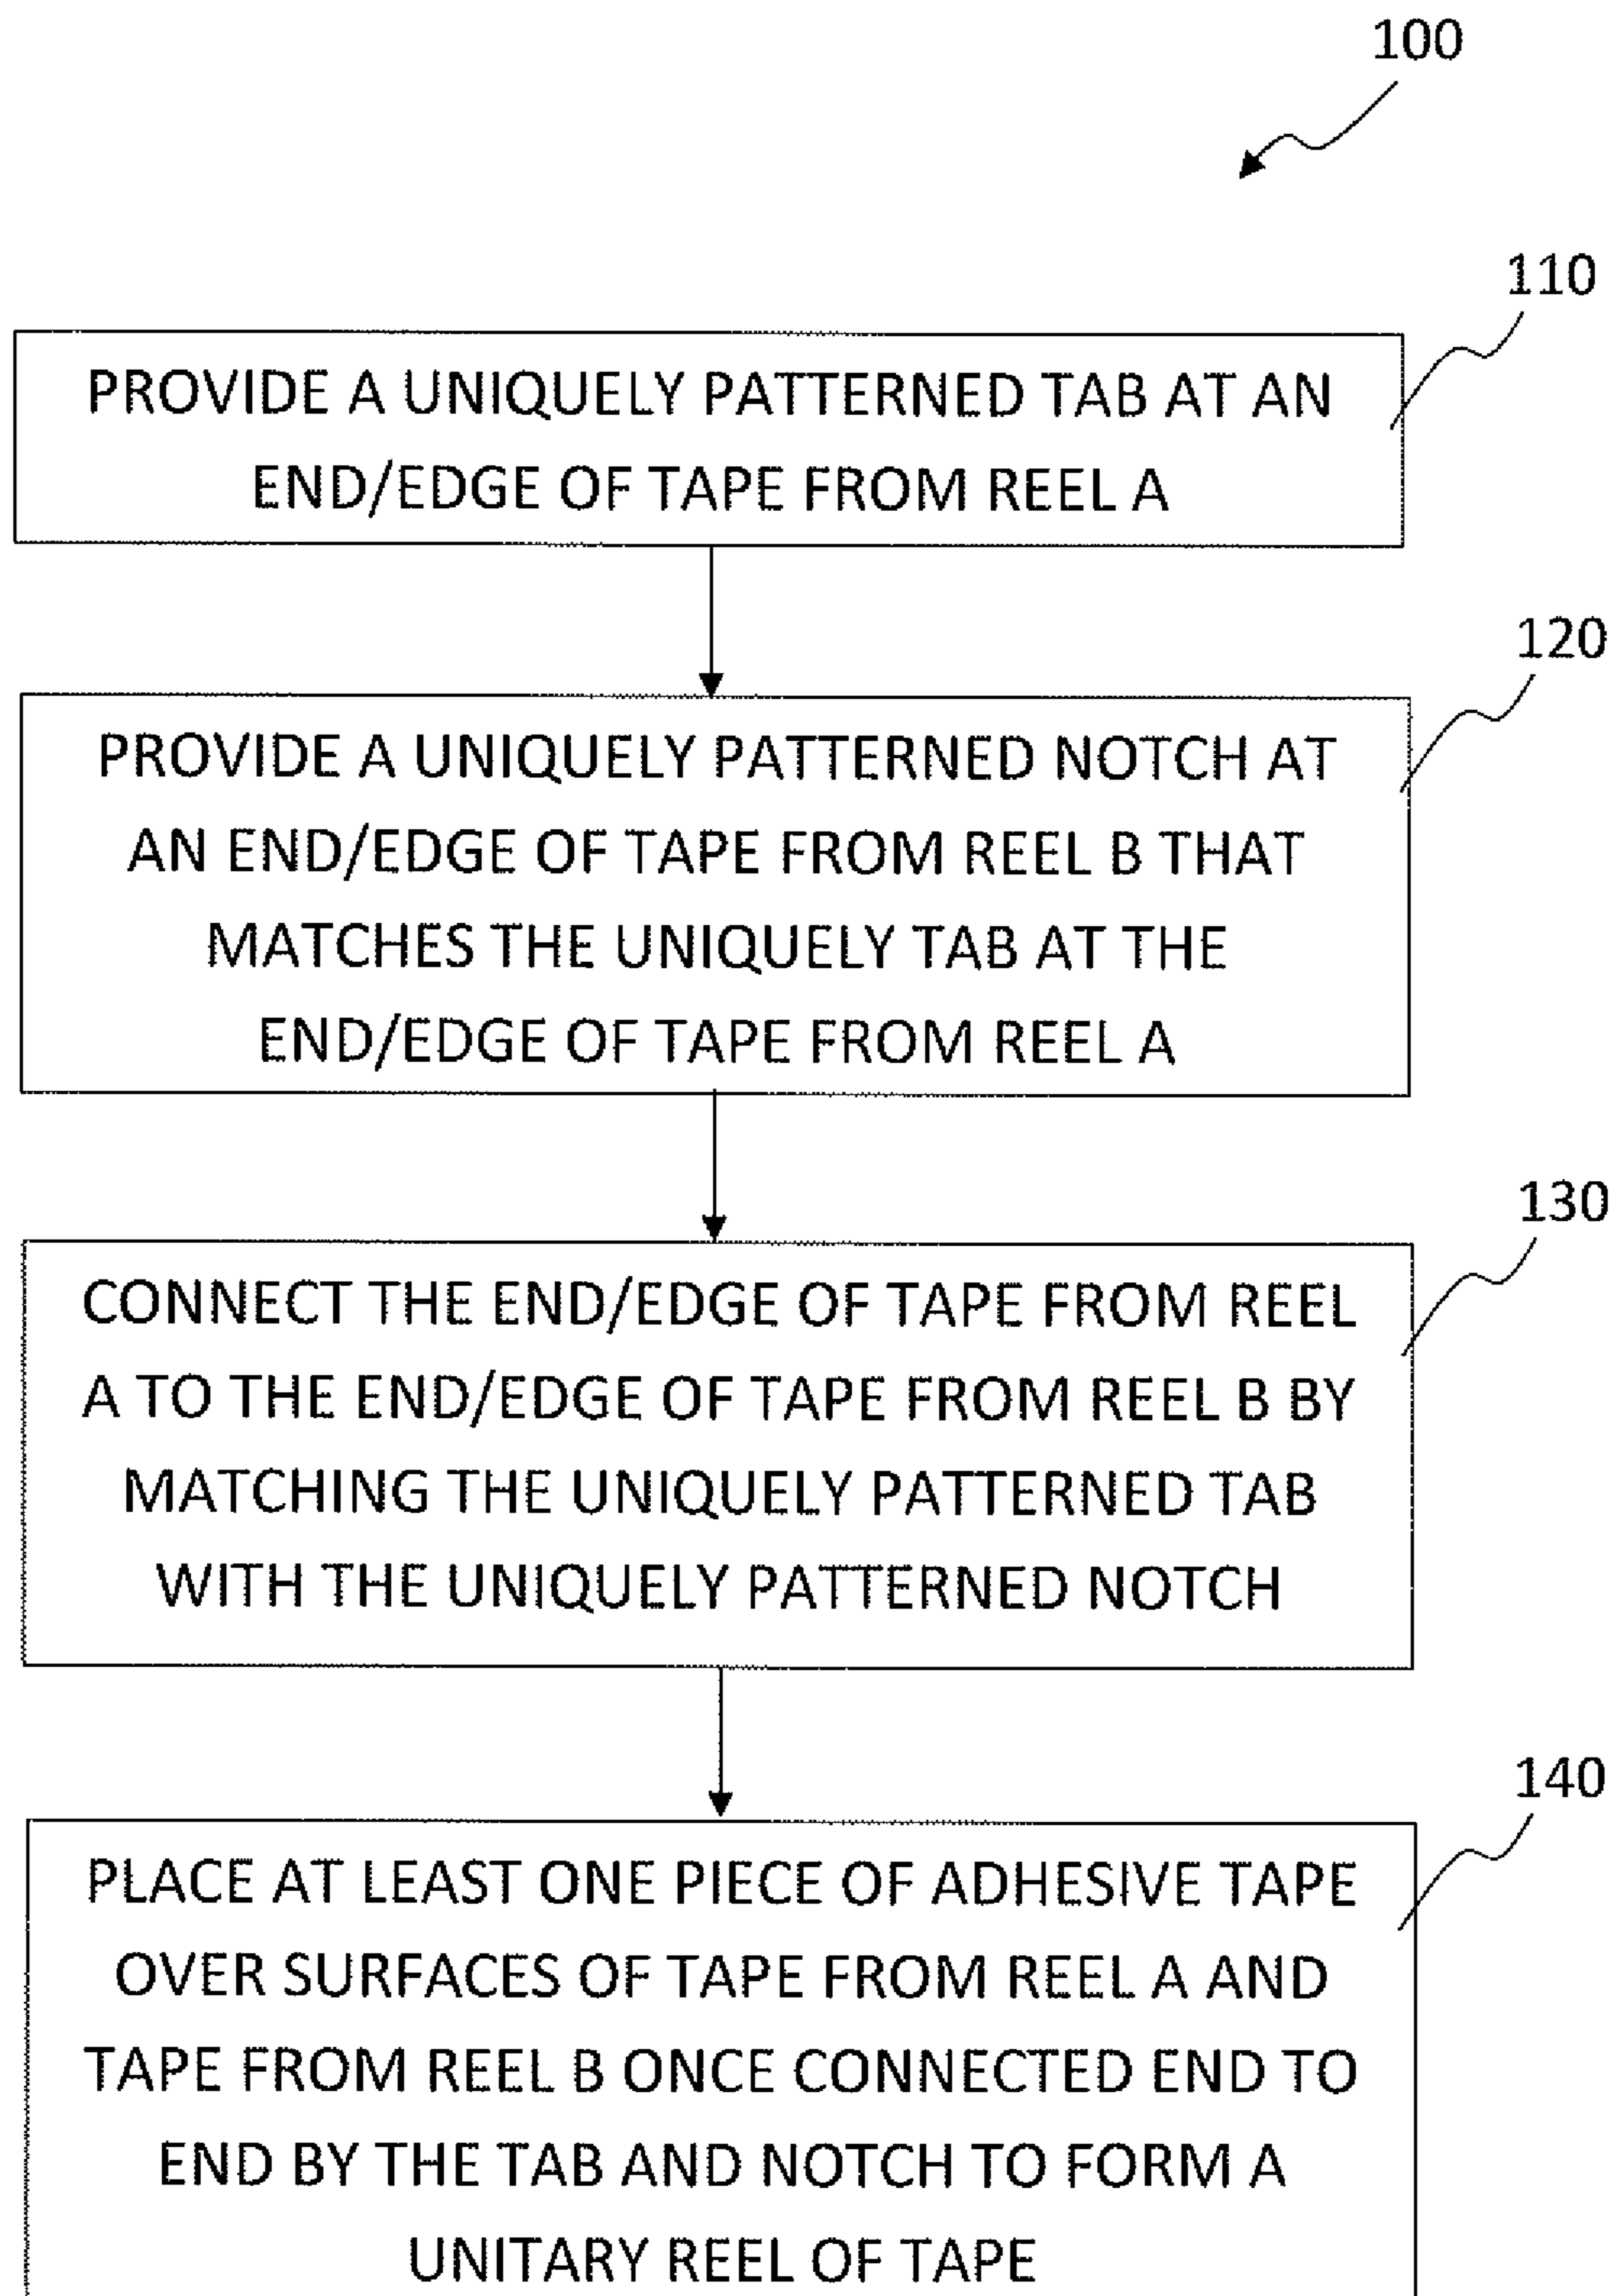 100
110
PROVIDE A UNIQUELY PATTERNED TAB AT AN
END/EDGE OF TAPE FROM REEL A
120
PROVIDE A UNIQUELY PATTERNED NOTCH AT
AN END/EDGE OF TAPE FROM REEL B THAT
MATCHES THE UNIQUELY TAB AT THE
END/EDGE OF TAPE FROM REEL A
130
CONNECT THE END/EDGE OF TAPE FROM REEL
A TO THE END/EDGE OF TAPE FROM REEL B BY
MATCHING THE UNIQUELY PATTERNED TAB
WITH THE UNIQUELY PATTERNED NOTCH
140
PLACE AT LEAST ONE PIECE OF ADHESIVE TAPE
OVER SURFACES OF TAPE FROM REEL A AND
TAPE FROM REEL B ONCE CONNECTED END TO
END BY THE TAB AND NOTCH TO FORM A
UNITARY REEL OF TAPE